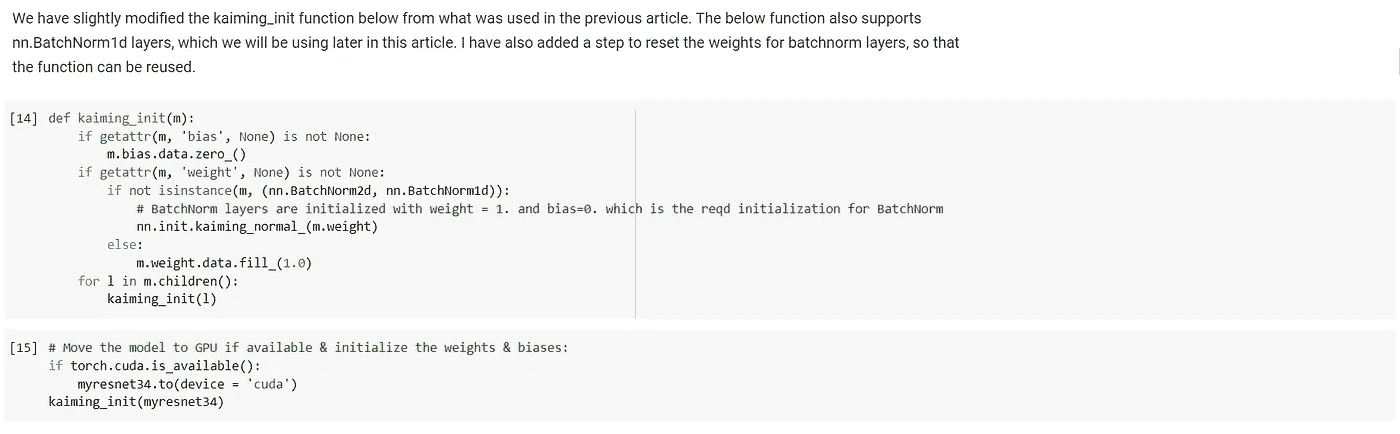 We have slightly modified the kaiming_init function below from what was used in the previous article. The below function also supports
nn.BatchNorm1d layers, which we will be using later in this article. I have also added a step to reset the weights for batchnorm layers, so that
the function can be reused.
[14] def kaiming_init(m):
    if getattr(m, 'bias', None) is not None:
        m.bias.data.zero_()
    if getattr(m, 'weight', None) is not None:
        if not isinstance(m, (nn.BatchNorm2d, nn.BatchNorm1d)):
            # BatchNorm layers are initialized with weight = 1. and bias=0. which is the reqd initialization for BatchNorm
            nn.init.kaiming_normal_(m.weight)
        else:
            m.weight.data.fill_(1.0)
    for l in m.children():
        kaiming_init(l)
[15] # Move the model to GPU if available & initialize the weights & biases:
if torch.cuda.is_available():
    myresnet34.to(device = 'cuda')
kaiming_init(myresnet34)